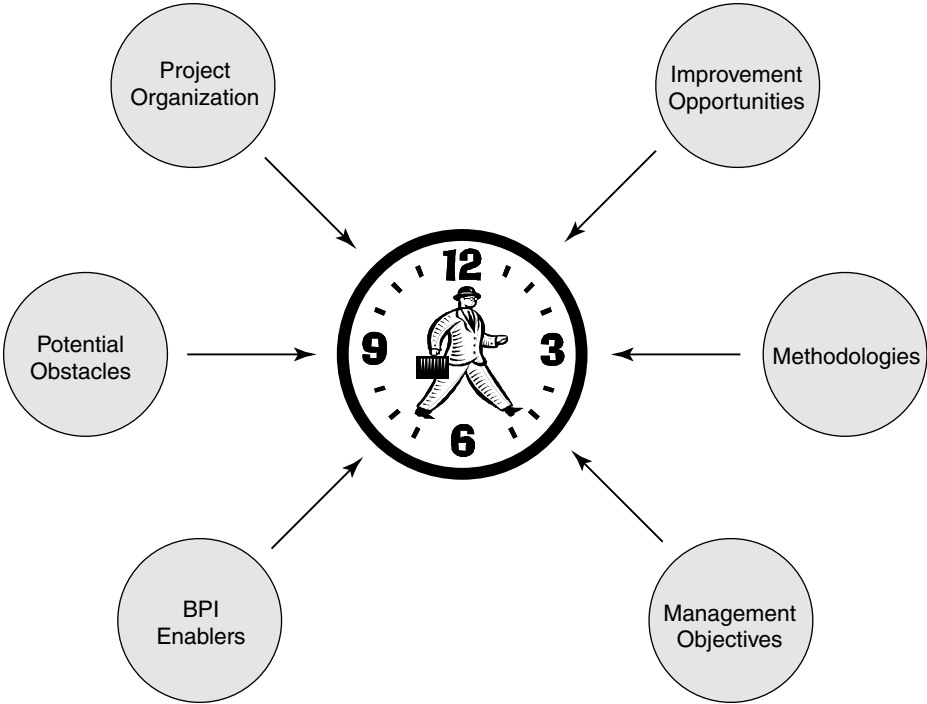 Project
Organization
Improvement
Opportunities
12
Potential
Obstacles
9
3
Methodologies
6
BPI
Enablers
Management
Objectives